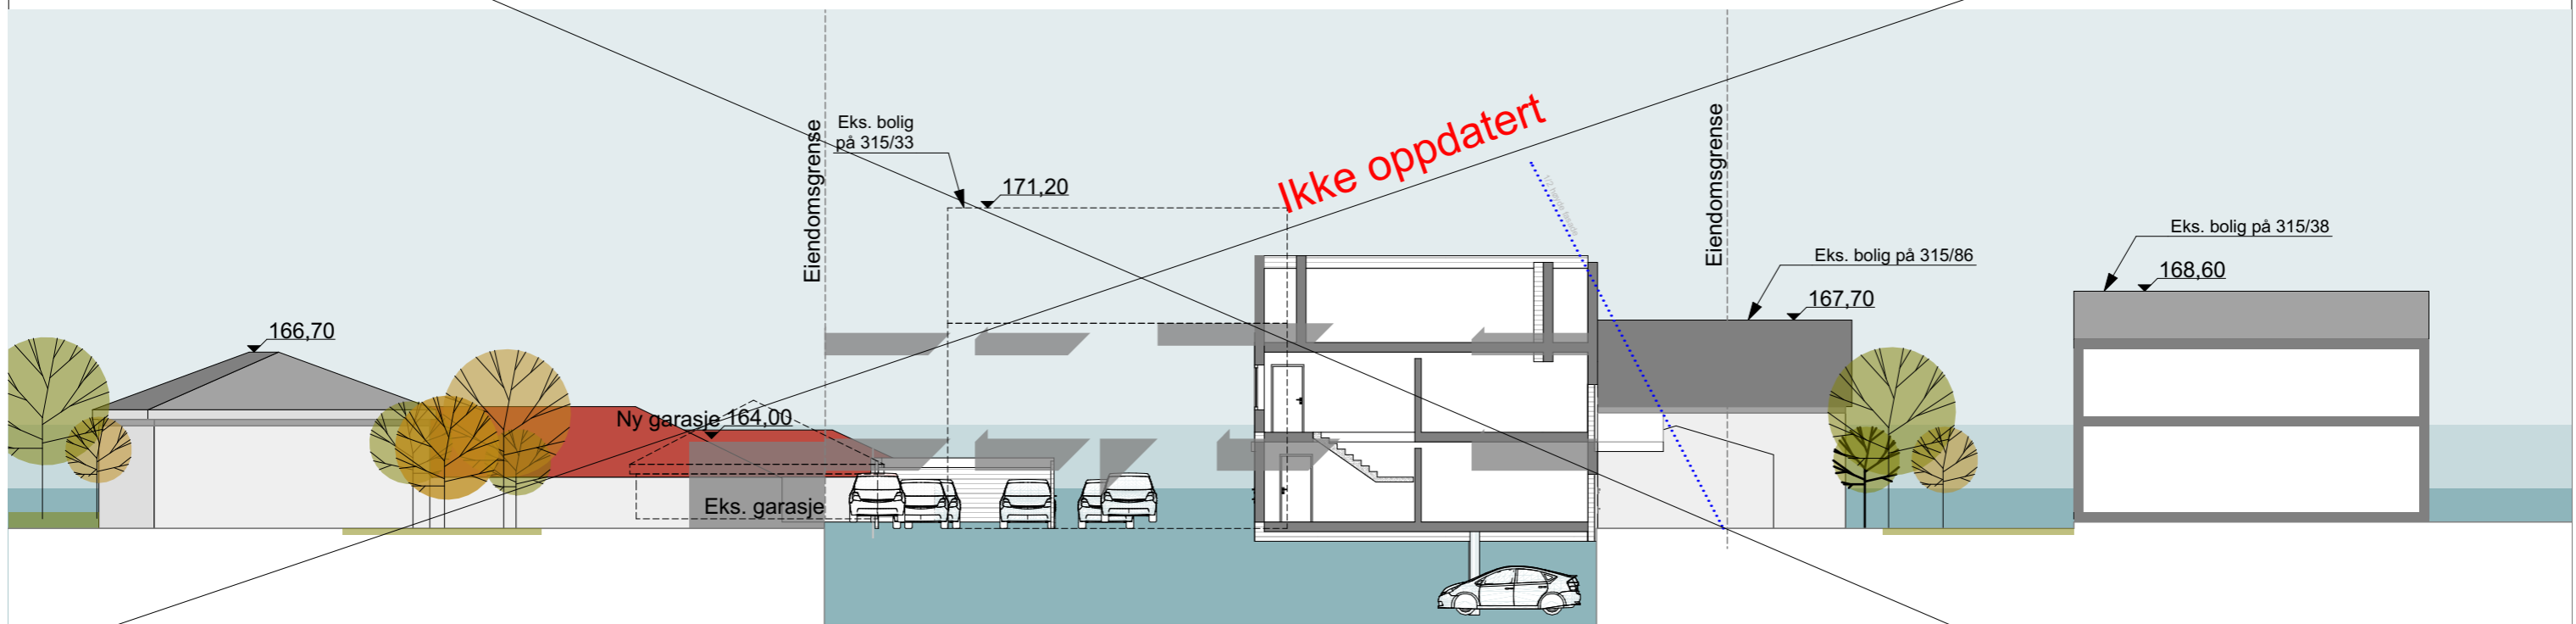 Eiendomsgrense
Eks. bolig
på 315/33
171,20
Ikke oppdatert
Eiendomsgrense
Eks. bolig på 315/86
167,70
Eks. bolig på 315/38
168,60
166,70
Ny garasje 164,00
Eks. garasje